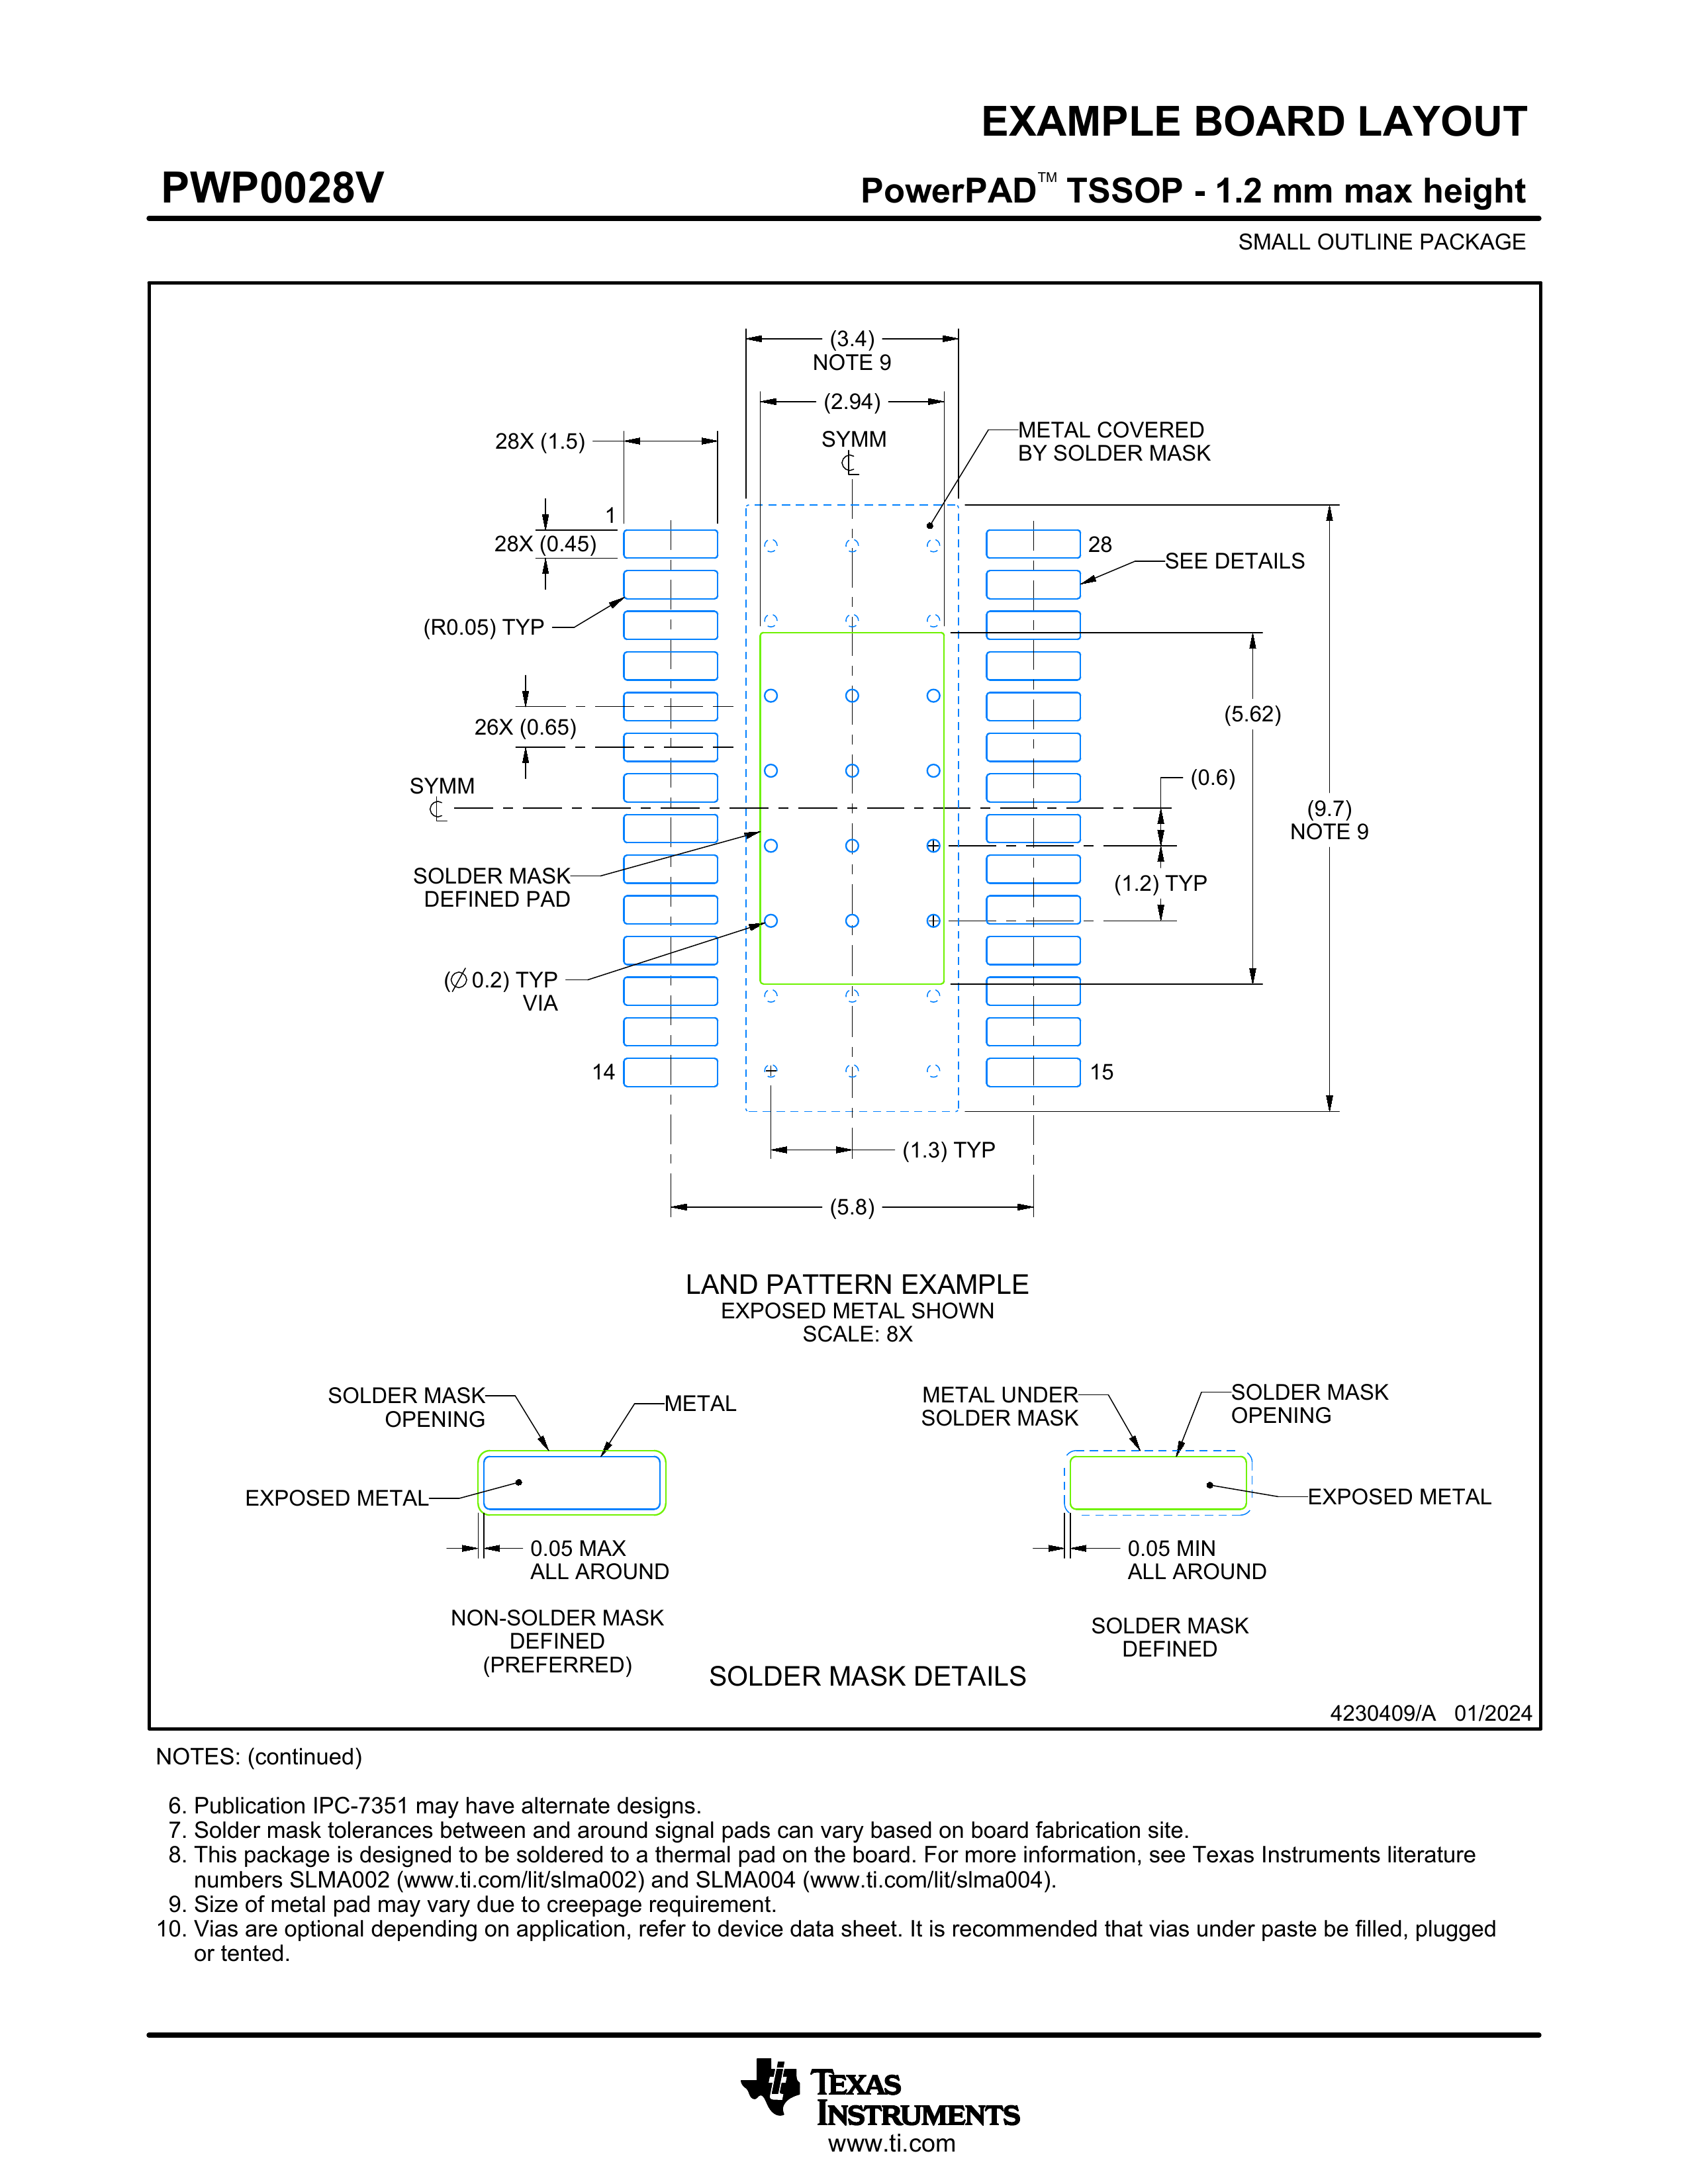 EXAMPLE BOARD LAYOUT
PWP0028V
PowerPAD™ TSSOP - 1.2 mm max height
SMALL OUTLINE PACKAGE
(3.4)
NOTE 9
(2.94)
SYMM
METAL COVERED
BY SOLDER MASK
28X (1.5)
1
28X (0.45)
28
SEE DETAILS
(R0.05) TYP
(5.62)
26X (0.65)
(0.6)
SYMM
(9.7)
NOTE 9
SOLDER MASK
DEFINED PAD
(1.2) TYP
(∅ 0.2) TYP
VIA
14
15
(1.3) TYP
(5.8)
LAND PATTERN EXAMPLE
EXPOSED METAL SHOWN
SCALE: 8X
SOLDER MASK
OPENING
METAL
EXPOSED METAL
0.05 MAX
ALL AROUND
NON-SOLDER MASK
DEFINED
(PREFERRED)
METAL UNDER
SOLDER MASK
SOLDER MASK
OPENING
EXPOSED METAL
0.05 MIN
ALL AROUND
SOLDER MASK
DEFINED
SOLDER MASK DETAILS
4230409/A 01/2024
NOTES: (continued)
6. Publication IPC-7351 may have alternate designs.
7. Solder mask tolerances between and around signal pads can vary based on board fabrication site.
8. This package is designed to be soldered to a thermal pad on the board. For more information, see Texas Instruments literature
numbers SLMA002 (www.ti.com/lit/slma002) and SLMA004 (www.ti.com/lit/slma004).
9. Size of metal pad may vary due to creepage requirement.
10. Vias are optional depending on application, refer to device data sheet. It is recommended that vias under paste be filled, plugged
or tented.
TEXAS
INSTRUMENTS
www.ti.com